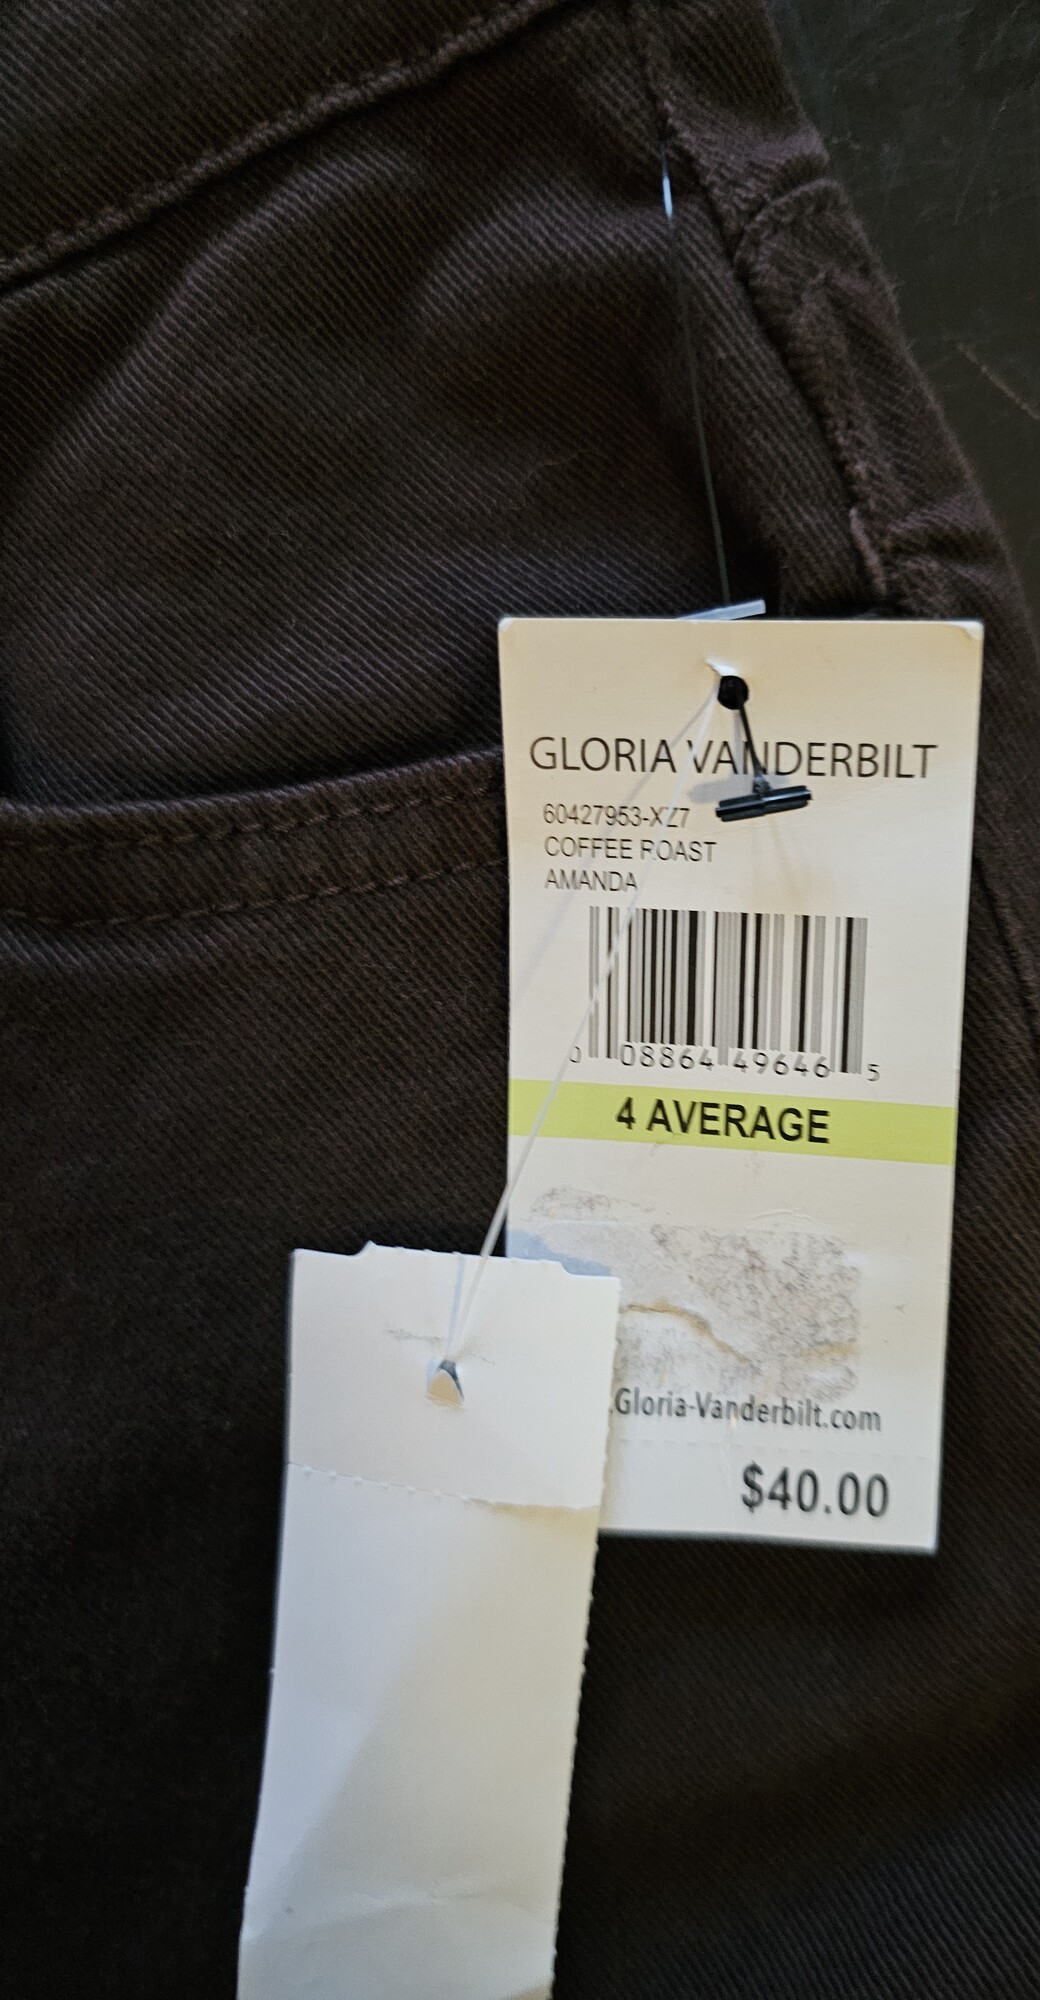 GLORIA VANDERBILT
60427953-XZ7
COFFEE ROAST
AMANDA
0 08864 49646 5
4 AVERAGE
.Gloria-Vanderbilt.com
$40.00